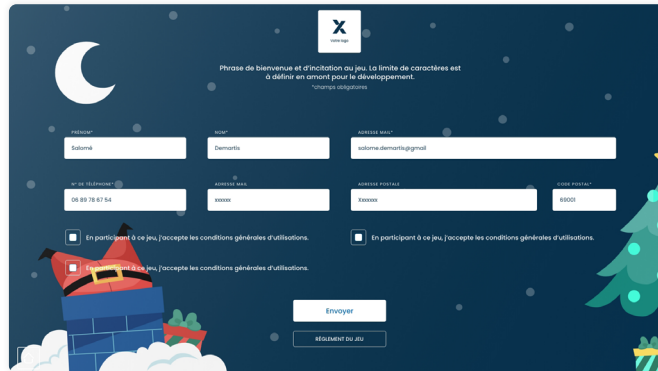 X
Votre logo
Phrase de bienvenue et d'incitation au jeu. La limite de caractères est
à définir en amont pour le développement.
*champs obligatoires
PRÉNOM*
NOM*
ADRESSE MAIL*
Salomé
Demartis
salome.demartis@gmail
N° DE TÉLÉPHONE*
ADRESSE MAIL
ADRESSE POSTALE
CODE POSTAL*
06 89 78 67 54
xxxxxx
Xxxxxxx
69001
En participant à ce jeu, j'accepte les conditions générales d'utilisations.
En participant à ce jeu, j'accepte les conditions générales d'utilisations.
En participant à ce jeu, j'accepte les conditions générales d'utilisations.
Envoyer
RÈGLEMENT DU JEU